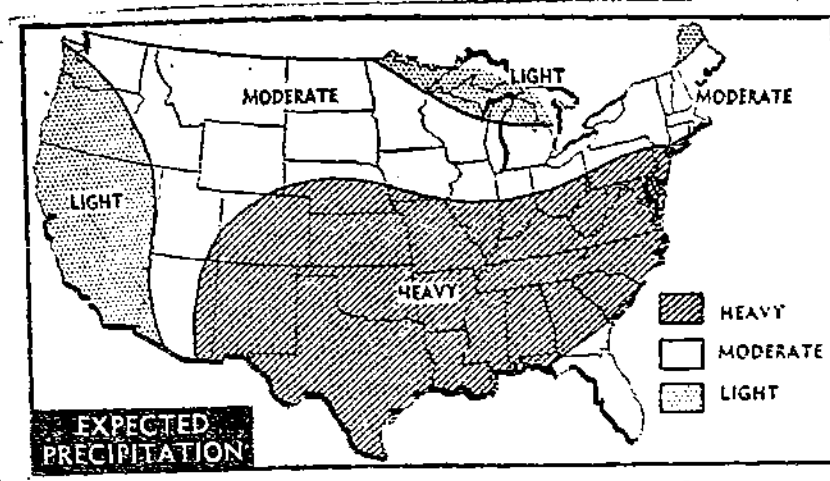 LIGHT
MODERATE
MODERATE
LIGHT
HEAVY
HEAVY
MODERATE
LIGHT
EXPECTED
PRECIPITATION